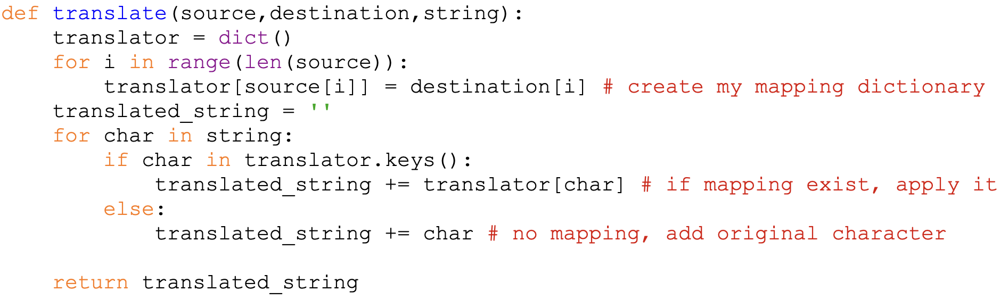 def translate(source,destination,string):
    translator = dict()
    for i in range(len(source)):
        translator[source[i]] = destination[i] # create my mapping dictionary
    translated_string = ''
    for char in string:
        if char in translator.keys():
            translated_string += translator[char] # if mapping exist, apply it
        else:
            translated_string += char # no mapping, add original character

    return translated_string